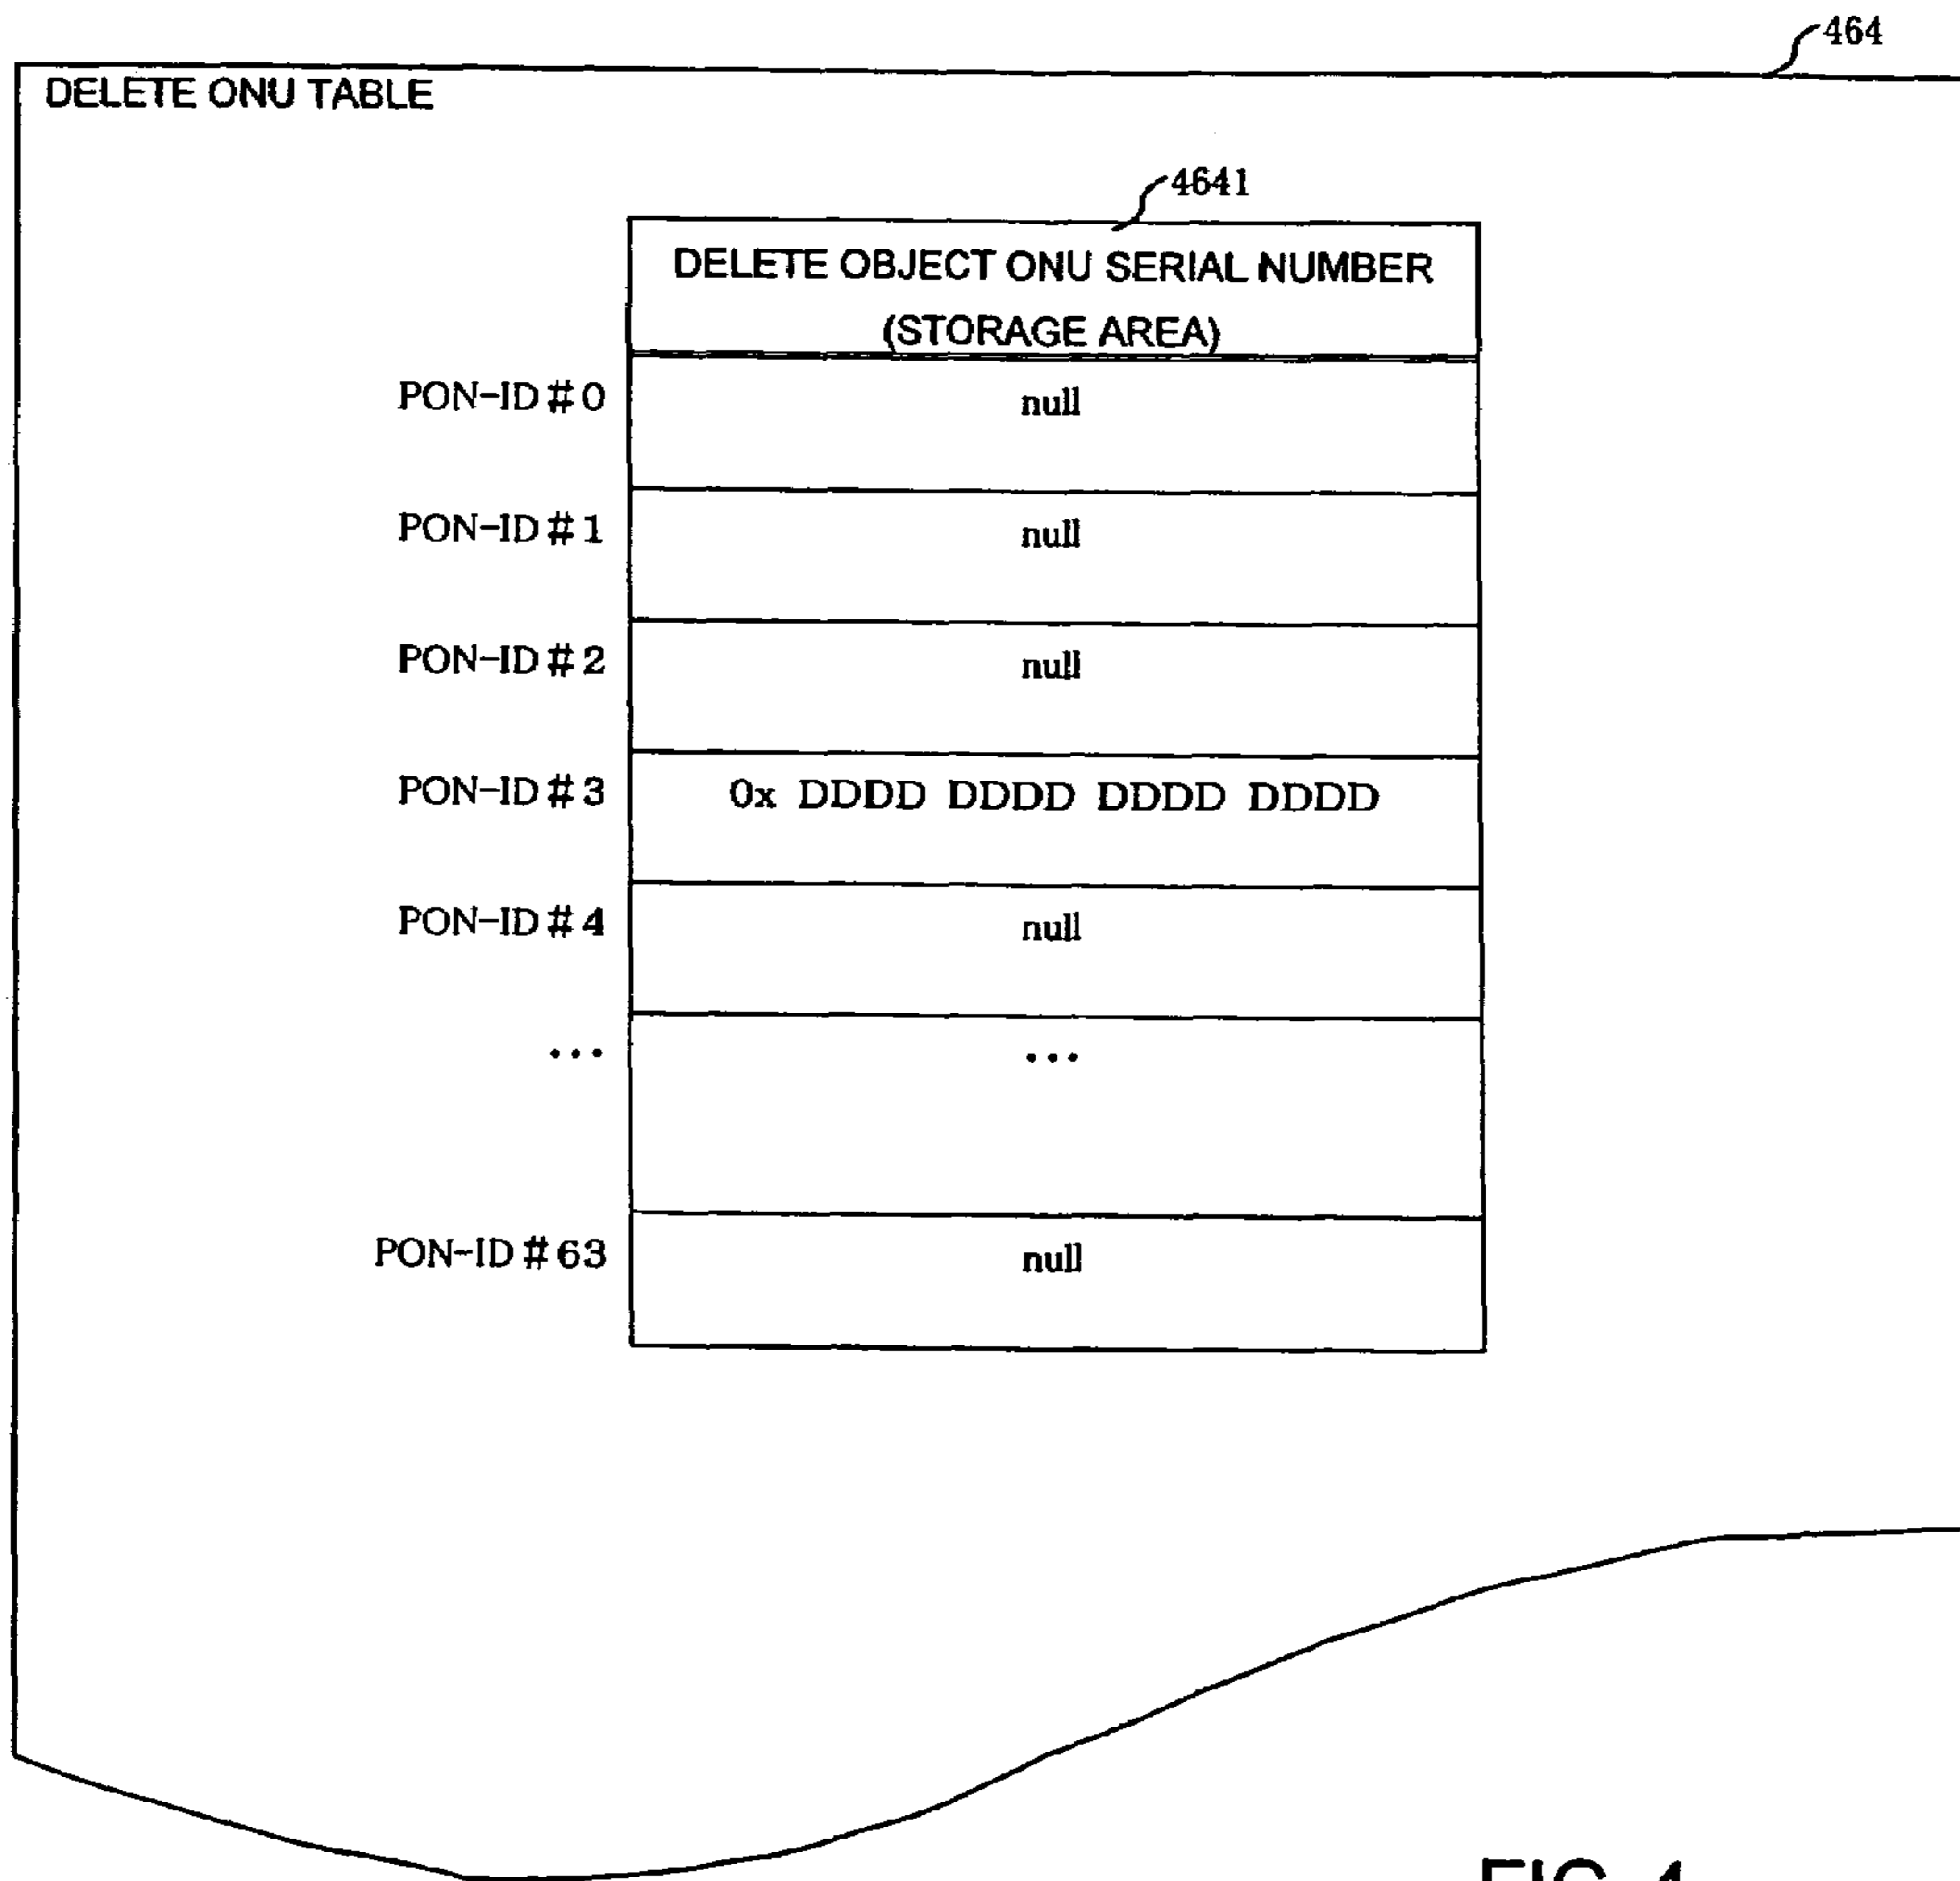 464
DELETE ONU TABLE
4641
DELETE OBJECT ONU SERIAL NUMBER
(STORAGE AREA)
PON-ID#0 null
PON-ID#1 null
PON-ID#2 null
PON-ID#3 0x DDDD DDDD DDDD DDDD
PON-ID#4 null
... ...
PON-ID#63 null